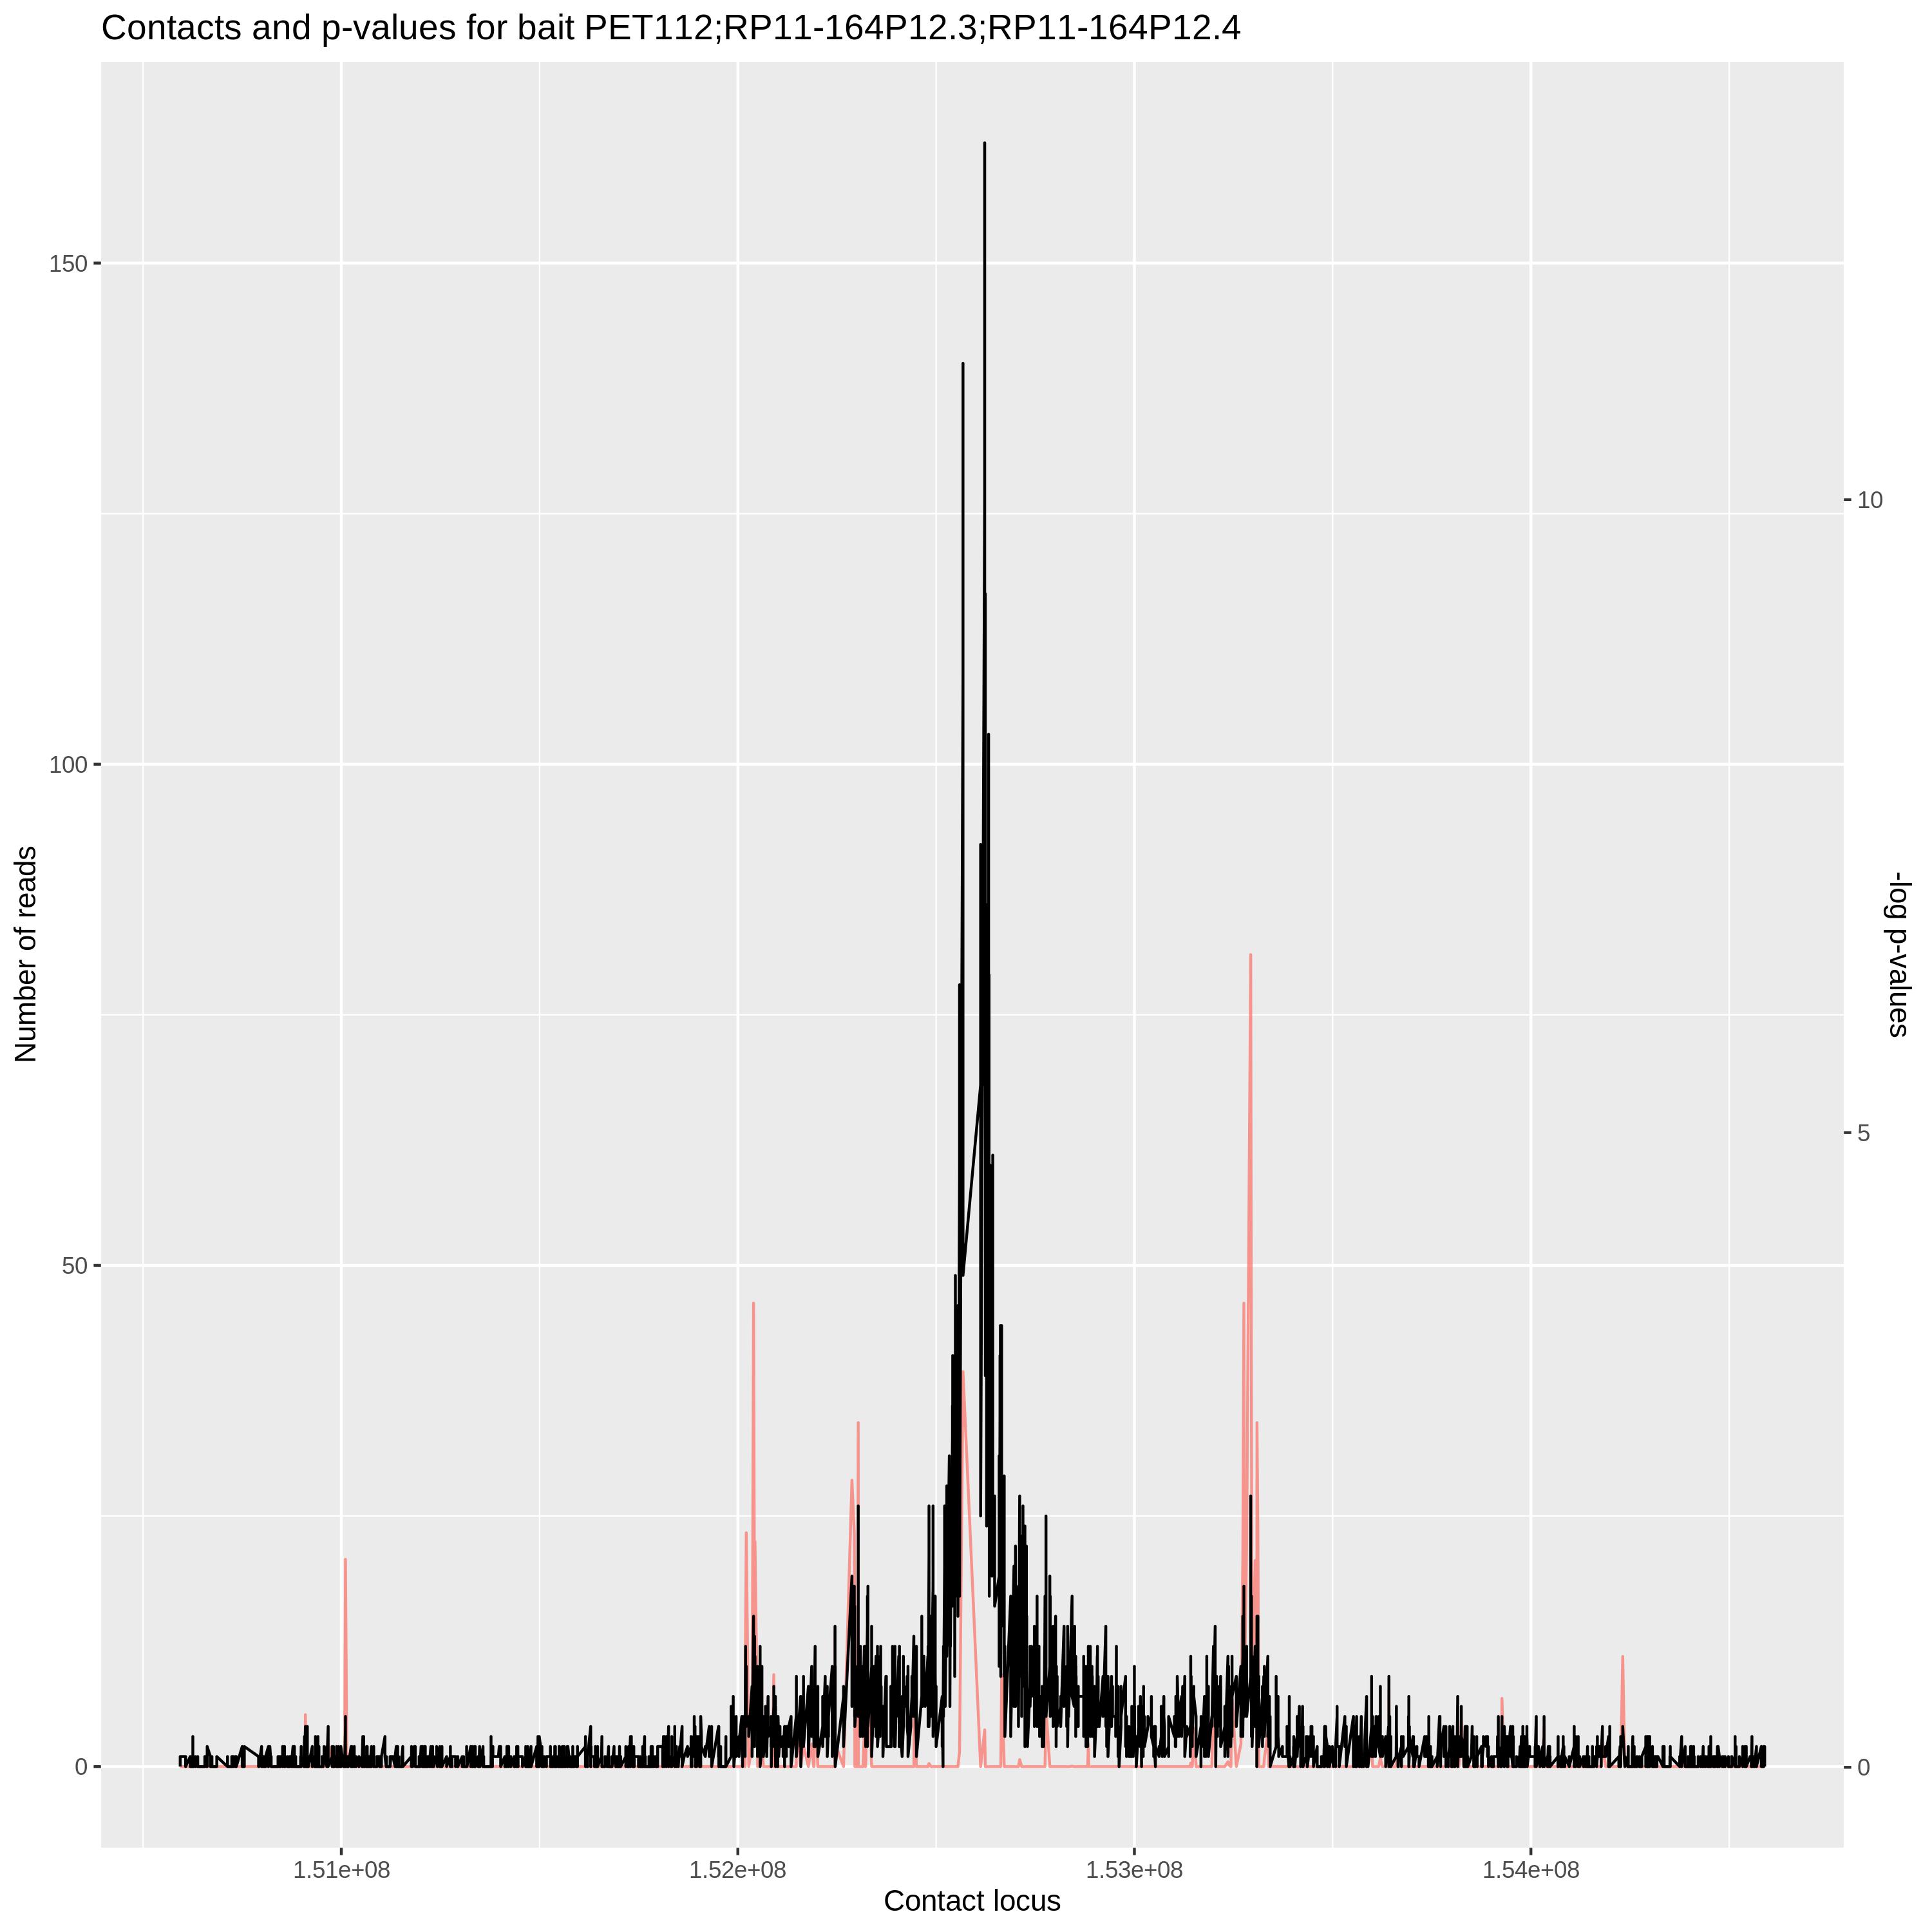 Contacts and p-values for bait PET112;RP11-164P12.3;RP11-164P12.4
150
100
50
0
Number of reads
10
5
0
-log p-values
1.51e+08
1.52e+08
1.53e+08
1.54e+08
Contact locus